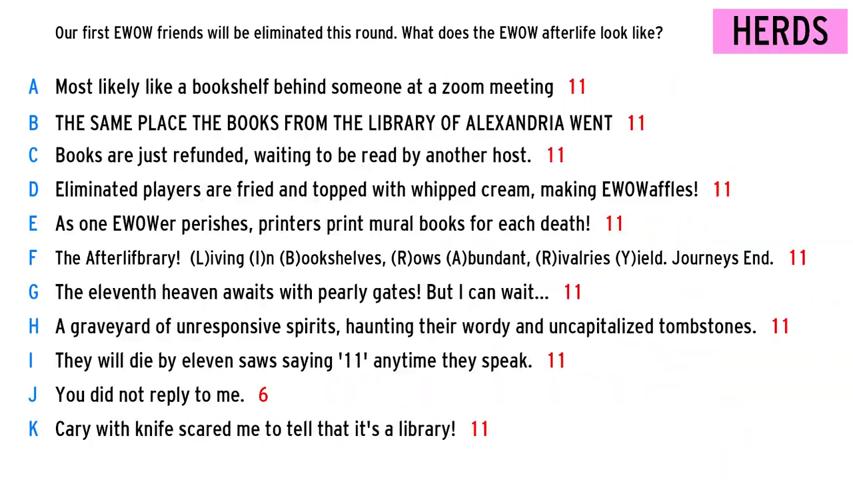 Our first EWOW friends will be eliminated this round. What does the EWOW afterlife look like?
HERDS
A Most likely like a bookshelf behind someone at a zoom meeting 11
B THE SAME PLACE THE BOOKS FROM THE LIBRARY OF ALEXANDRIA WENT 11
C Books are just refunded, waiting to be read by another host. 11
D Eliminated players are fried and topped with whipped cream, making EWOWaffles! 11
E As one EWOWer perishes, printers print mural books for each death! 11
F The Afterlifbrary! (L)iving (I)n (B)ookshelves, (R)ows (A)bundant, (R)ivalries (Y)ield. Journeys End. 11
G The eleventh heaven awaits with pearly gates! But I can wait... 11
H A graveyard of unresponsive spirits, haunting their wordy and uncapitalized tombstones. 11
I They will die by eleven saws saying '11' anytime they speak. 11
J You did not reply to me. 6
K Cary with knife scared me to tell that it's a library! 11